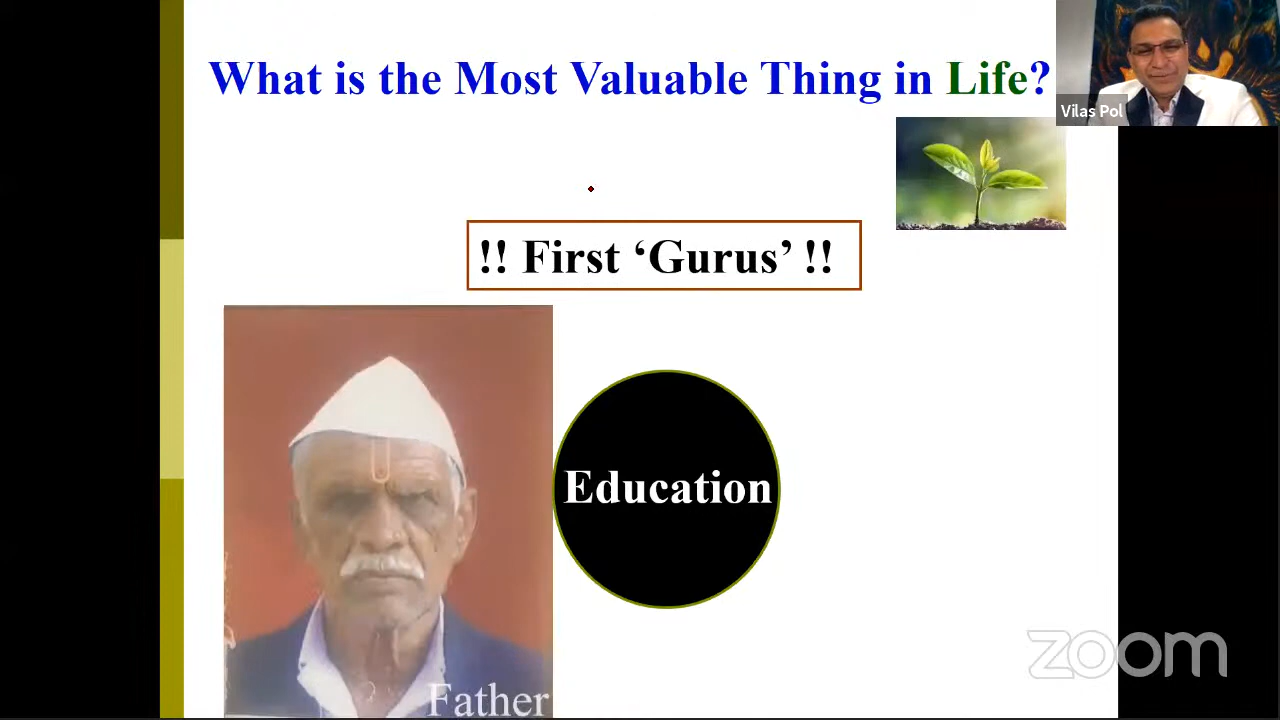 What is the Most Valuable Thing in Life?
Vilas Pol
!! First ‘Gurus’ !!
Education
Father
zoom